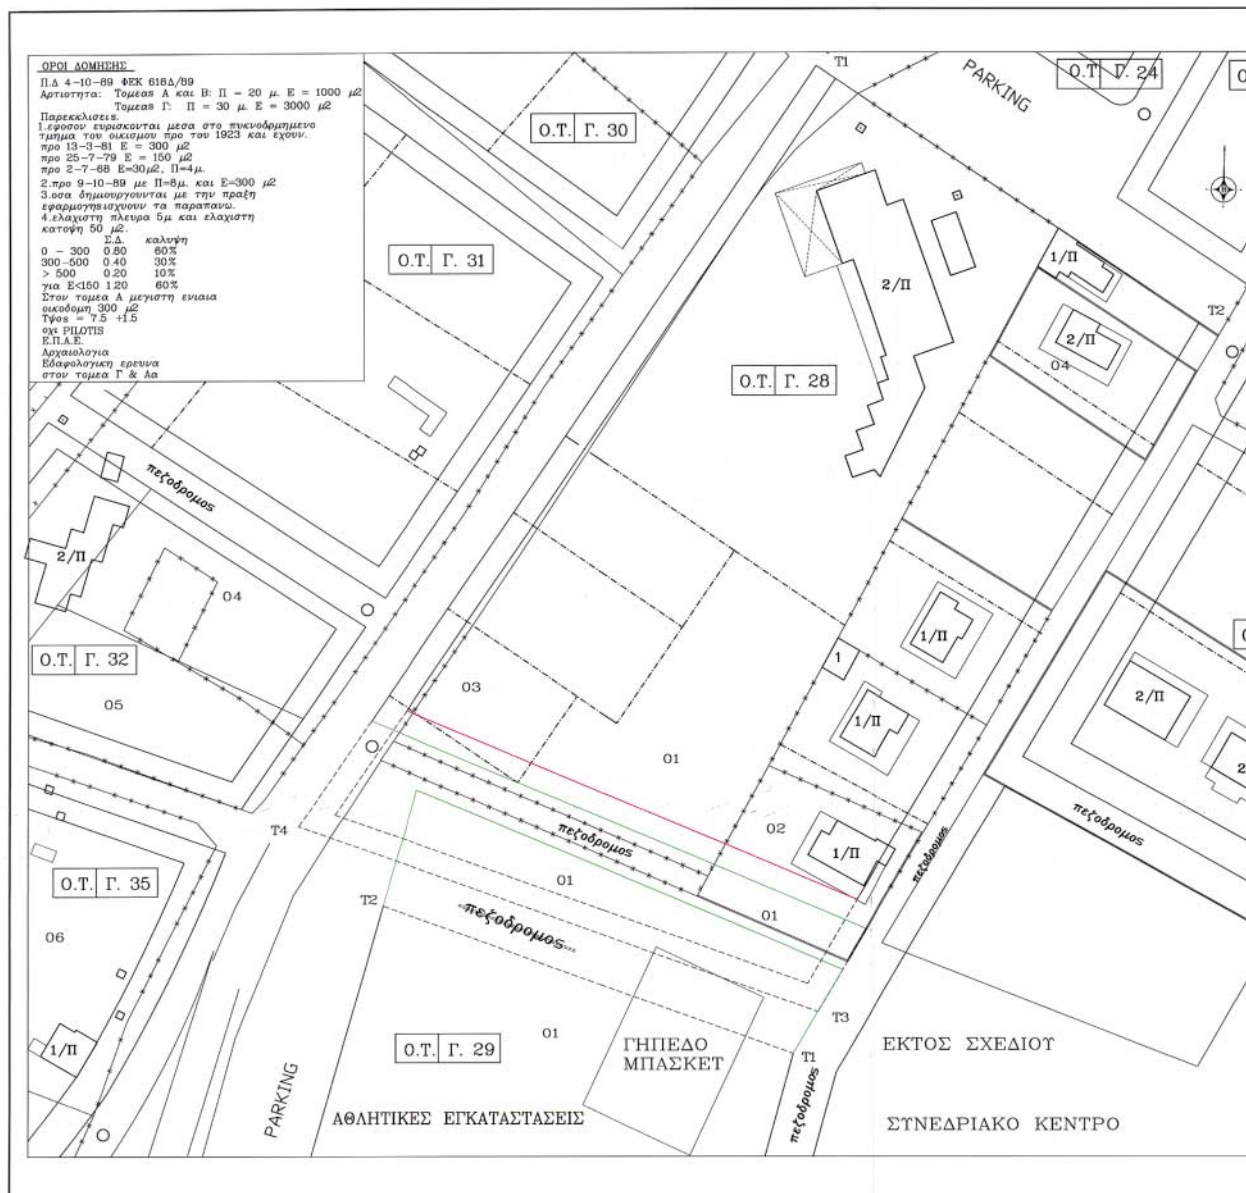 ΟΡΟΙ ΔΟΜΗΣΗΣ
Π.Δ 4-10-89 ΦΕΚ 618Δ/89
Αρτιοτητα: Τομεας Α και Β: Π = 20 μ. Ε = 1000 μ2
Τομεας Γ: Π = 30 μ. Ε = 3000 μ2
Παρεκκλισεις.
1.εφοσον ευρισκονται μεσα στο πυκνοδρμημενο
τμημα του οικισμου προ του 1923 και εχουν.
προ 13-3-81 Ε = 300 μ2
προ 25-7-79 Ε = 150 μ2
προ 2-7-68 Ε=30μ2, Π=4μ.
2.προ 9-10-89 με Π=8μ. και Ε=300 μ2
3.οσα δημιουργουνται με την πραξη
εφαρμογης ισχυουν τα παραπανω.
4.ελαχιστη πλευρα 5μ και ελαχιστη
κατοψη 50 μ2.
Σ.Δ. καλυψη
0 - 300 0.80 60%
300-500 0.40 30%
> 500 0.20 10%
για Ε<150 1.20 60%
Στον τομεα Α μεγιστη ενιαια
οικοδομη 300 μ2
Υψος = 7.5 +1.5
οχι PILOTIS
Ε.Π.Α.Ε.
Αρχαιολογια
Εδαφολογικη ερευνα
στον τομεα Γ & Αα
T1
PARKING
Ο.Τ. Γ. 24
Ο
Ο.Τ. Γ. 30
Ο.Τ. Γ. 31
1/Π
2/Π
T2
2/Π
04
Ο.Τ. Γ. 28
πεζοδρομος
2/Π
04
1/Π
Ο
Ο.Τ. Γ. 32
1
03
05
2/Π
1/Π
01
2
πεζοδρομος
02
T4
πεζοδρομος
1/Π
πεζοδρομος
Ο.Τ. Γ. 35
01
T2
01
πεζοδρομος
06
T3
01
Ο.Τ. Γ. 29
ΓΗΠΕΔΟ
ΜΠΑΣΚΕΤ
ΕΚΤΟΣ ΣΧΕΔΙΟΥ
1/Π
T1
PARKING
ΑΘΛΗΤΙΚΕΣ ΕΓΚΑΤΑΣΤΑΣΕΙΣ
πεζοδρομος
ΣΥΝΕΔΡΙΑΚΟ ΚΕΝΤΡΟ